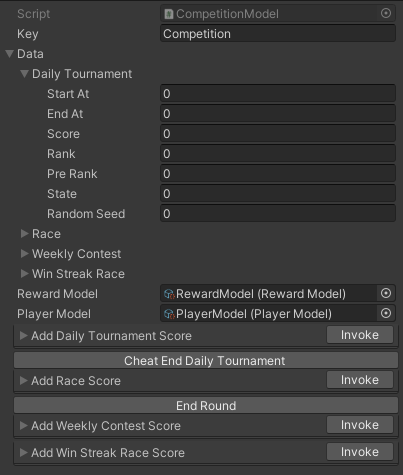 Script CompetitionModel
Key Competition
Data
Daily Tournament
Start At 0
End At 0
Score 0
Rank 0
Pre Rank 0
State 0
Random Seed 0
Race
Weekly Contest
Win Streak Race
Reward Model RewardModel (Reward Model)
Player Model PlayerModel (Player Model)
Add Daily Tournament Score Invoke
Cheat End Daily Tournament
Add Race Score Invoke
End Round
Add Weekly Contest Score Invoke
Add Win Streak Race Score Invoke